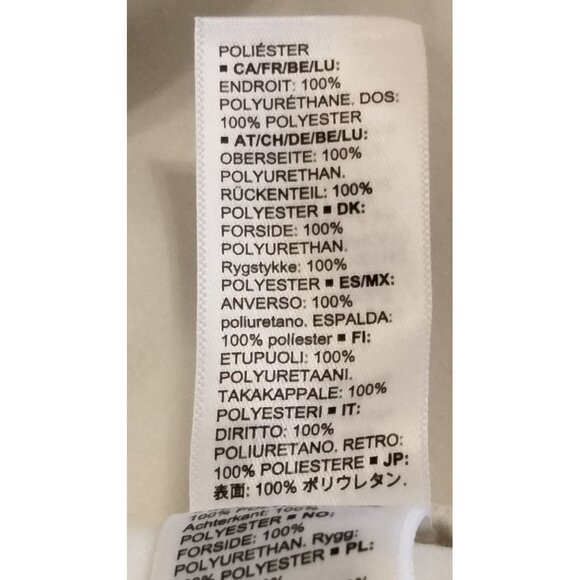 POLIÉSTER
■ CA/FR/BE/LU:
ENDROIT: 100%
POLYURÉTHANE. DOS:
100% POLYESTER
■ AT/CH/DE/BE/LU:
OBERSEITE: 100%
POLYURETHAN.
RÜCKENTEIL: 100%
POLYESTER ■ DK:
FORSIDE: 100%
POLYURETHAN.
Rygstykke: 100%
POLYESTER ■ ES/MX:
ANVERSO: 100%
poliuretano. ESPALDA:
100% poliester ■ FI:
ETUPUOLI: 100%
POLYURETAANI.
TAKAKAPPALE: 100%
POLYESTERI ■ IT:
DIRITTO: 100%
POLIURETANO. RETRO:
100% POLIESTERE ■ JP:
表面: 100% ポリウレタン.
Achterkant: 100%
POLYESTER ■ NO:
FORSIDE: 100%
POLYURETHAN. Rygg:
POLYESTER ■ PL: